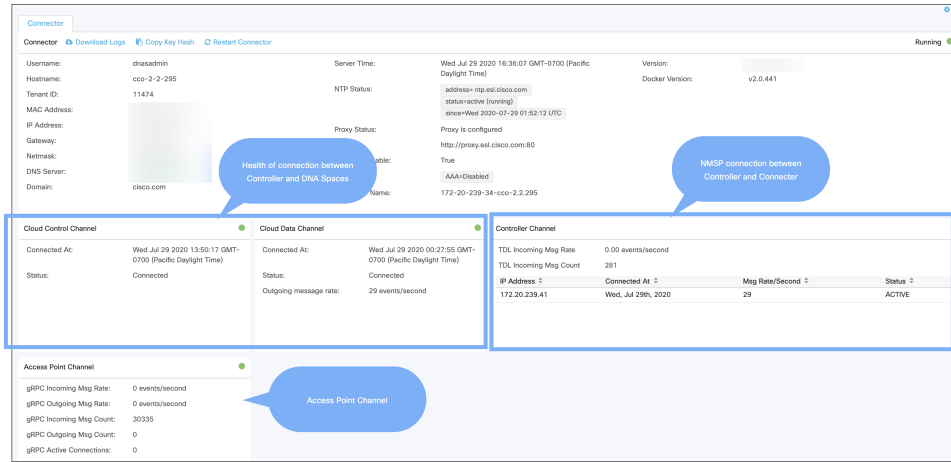 Connector
Connector Download Logs Copy Key Hash Restart Connector Running
Username: dnasadmin
Hostname: cco-2-2-295
Tenant ID: 11474
MAC Address:
IP Address:
Gateway:
Netmask:
DNS Server:
Domain: cisco.com
Server Time: Wed Jul 29 2020 16:36:07 GMT-0700 (Pacific
Daylight Time)
NTP Status: address= ntp.esl.cisco.com
status=active (running)
since=Wed 2020-07-29 01:52:12 UTC
Proxy Status: Proxy is configured
http://proxy.esl.cisco.com:80
able: True
AAA=Disabled
Name: 172-20-239-34-cco-2.2.295
Version:
Docker Version: v2.0.441
Health of connection between
Controller and DNA Spaces
NMSP connection between
Controller and Connecter
Cloud Control Channel
Connected At: Wed Jul 29 2020 13:50:17 GMT-
0700 (Pacific Daylight Time)
Status: Connected
Cloud Data Channel
Connected At: Wed Jul 29 2020 00:27:55 GMT-
0700 (Pacific Daylight Time)
Status: Connected
Outgoing message rate: 29 events/second
Controller Channel
TDL Incoming Msg Rate 0.00 events/second
TDL Incoming Msg Count 281
IP Address Connected At Msg Rate/Second Status
172.20.239.41 Wed, Jul 29th, 2020 29 ACTIVE
Access Point Channel
gRPC Incoming Msg Rate: 0 events/second
gRPC Outgoing Msg Rate: 0 events/second
gRPC Incoming Msg Count: 30335
gRPC Outgoing Msg Count: 0
gRPC Active Connections: 0
Access Point Channel